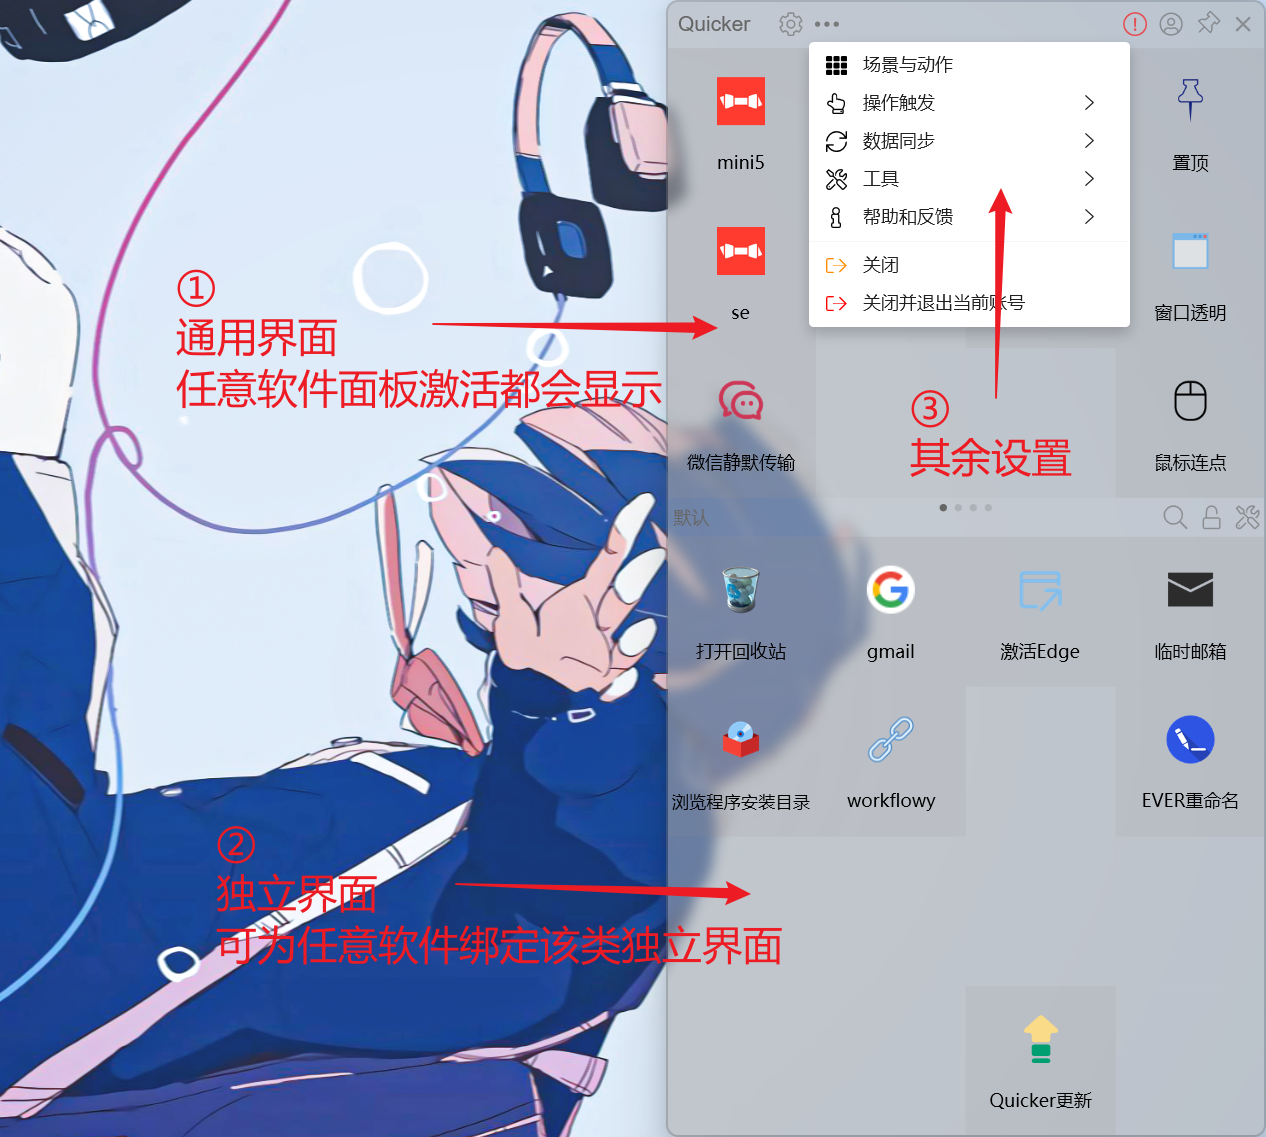 Quicker
场景与动作
操作触发
数据同步
工具
帮助和反馈
关闭
关闭并退出当前账号
mini5
置顶
se
窗口透明
①
通用界面
任意软件面板激活都会显示
③
其余设置
微信静默传输
鼠标连点
默认
打开回收站
gmail
激活Edge
临时邮箱
浏览程序安装目录
workflowy
EVER重命名
②
独立界面
可为任意软件绑定该类独立界面
Quicker更新